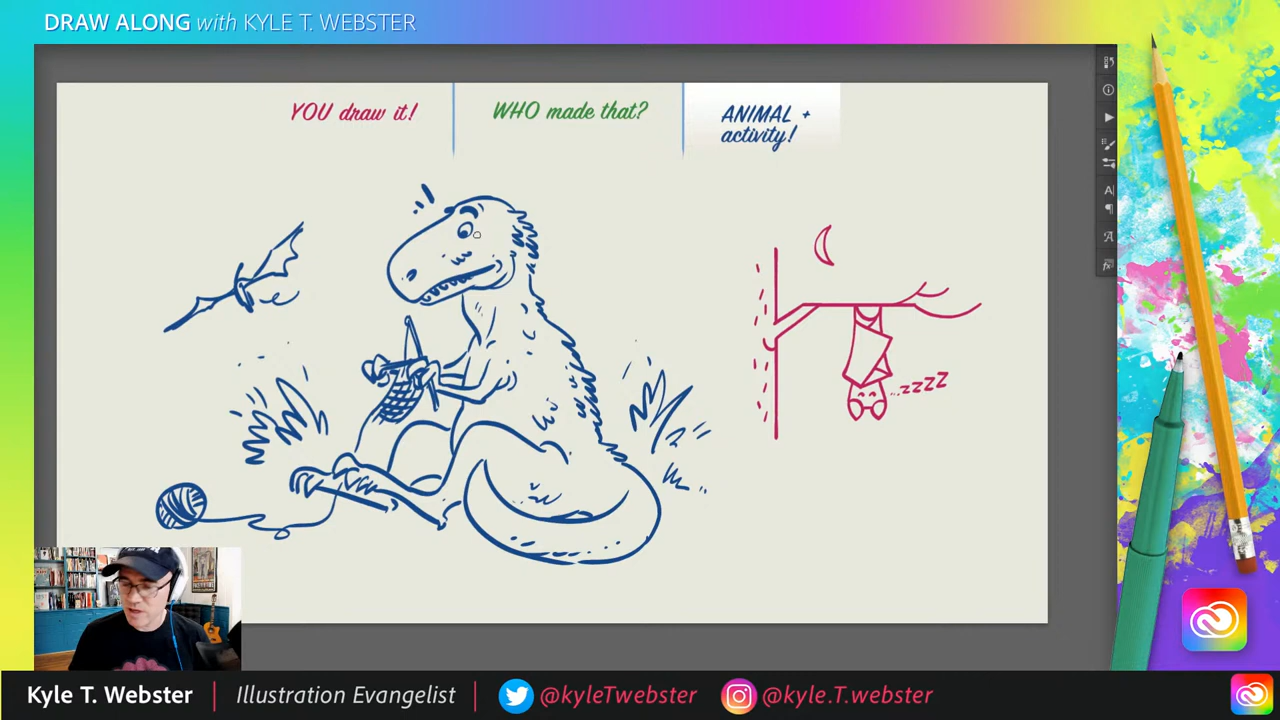 DRAW ALONG with KYLE T. WEBSTER
YOU draw it!
WHO made that?
ANIMAL +
activity!
!
..zzzz
Kyle T. Webster | Illustration Evangelist | @kyleTwebster @kyle.T.webster